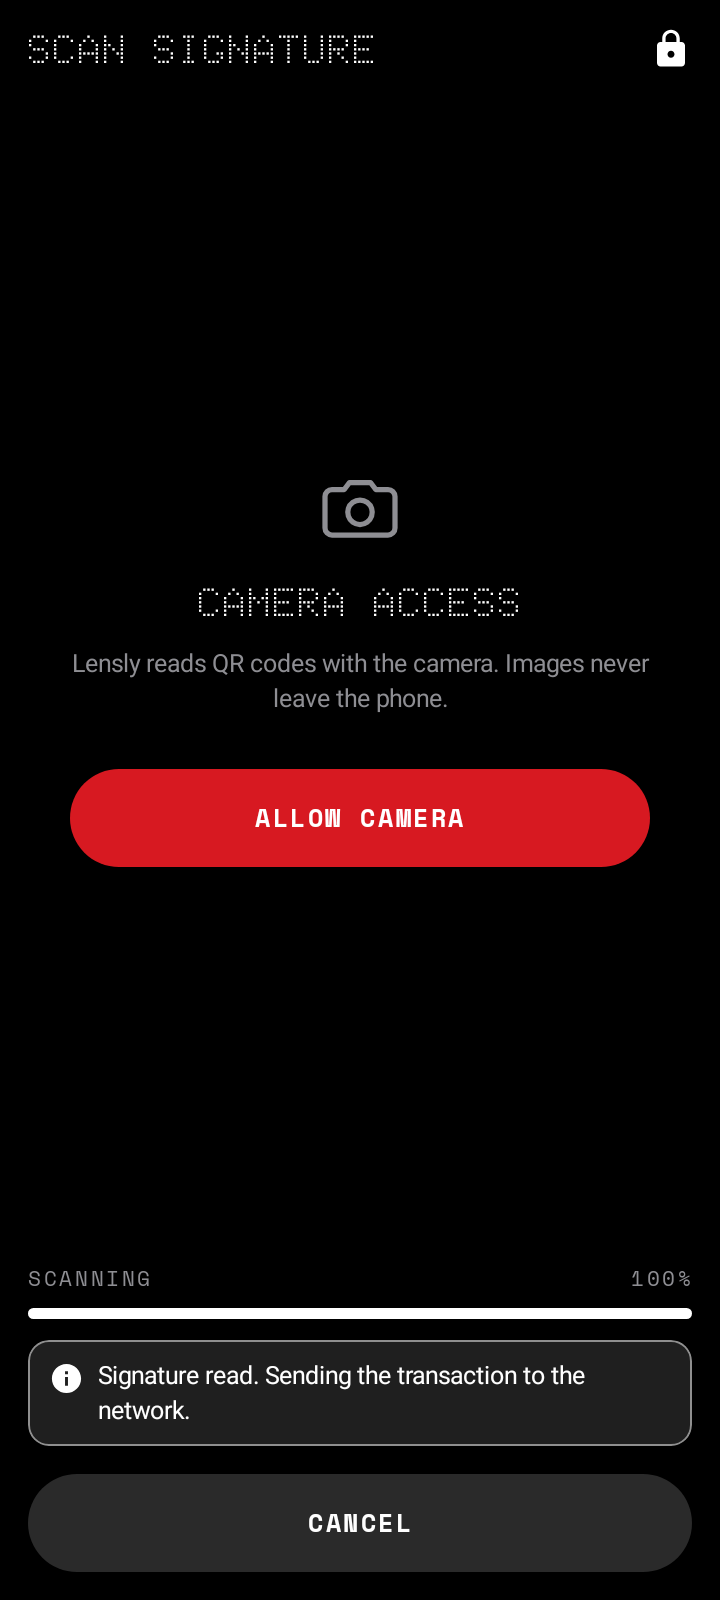 SCAN SIGNATURE
CAMERA ACCESS
Lensly reads QR codes with the camera. Images never
leave the phone.
ALLOW CAMERA
SCANNING 100%
Signature read. Sending the transaction to the
network.
CANCEL